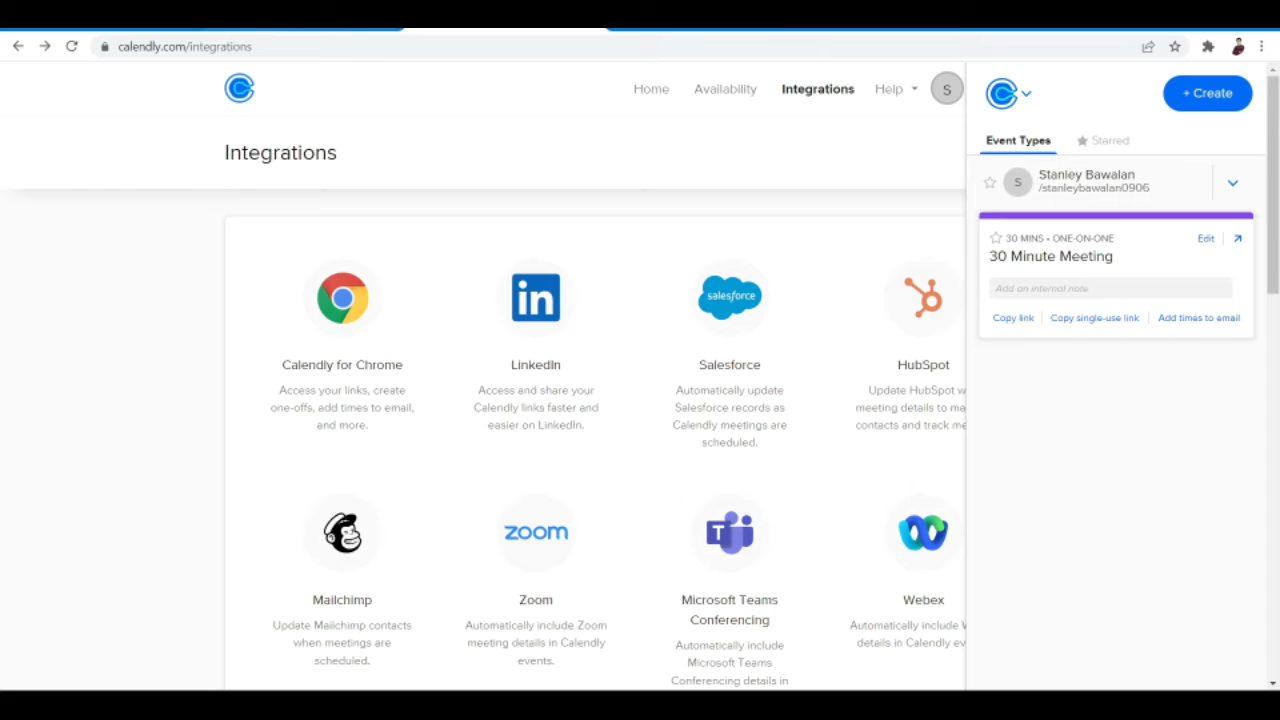 calendly.com/integrations
Home Availability Integrations Help S
Integrations
Calendly for Chrome
Access your links, create
one-offs, add times to email,
and more.
in
LinkedIn
Access and share your
Calendly links faster and
easier on LinkedIn.
salesforce
Salesforce
Automatically update
Salesforce records as
Calendly meetings are
scheduled.
HubSpot
Update HubSpot w
meeting details to ma
contacts and track me
Mailchimp
Update Mailchimp contacts
when meetings are
scheduled.
zoom
Zoom
Automatically include Zoom
meeting details in Calendly
events.
T
Microsoft Teams
Conferencing
Automatically include
Microsoft Teams
Conferencing details in
Webex
Automatically include W
details in Calendly ev
+ Create
Event Types Starred
S
Stanley Bawalan
/stanleybawalan0906
30 MINS • ONE-ON-ONE Edit
30 Minute Meeting
Add an internal note
Copy link Copy single-use link Add times to email